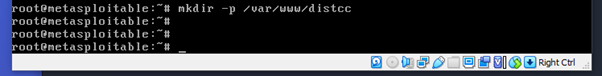 root@metasploitable:~# mkdir -p /var/www/distcc
root@metasploitable:~#
root@metasploitable:~#
root@metasploitable:~# _
Right Ctrl